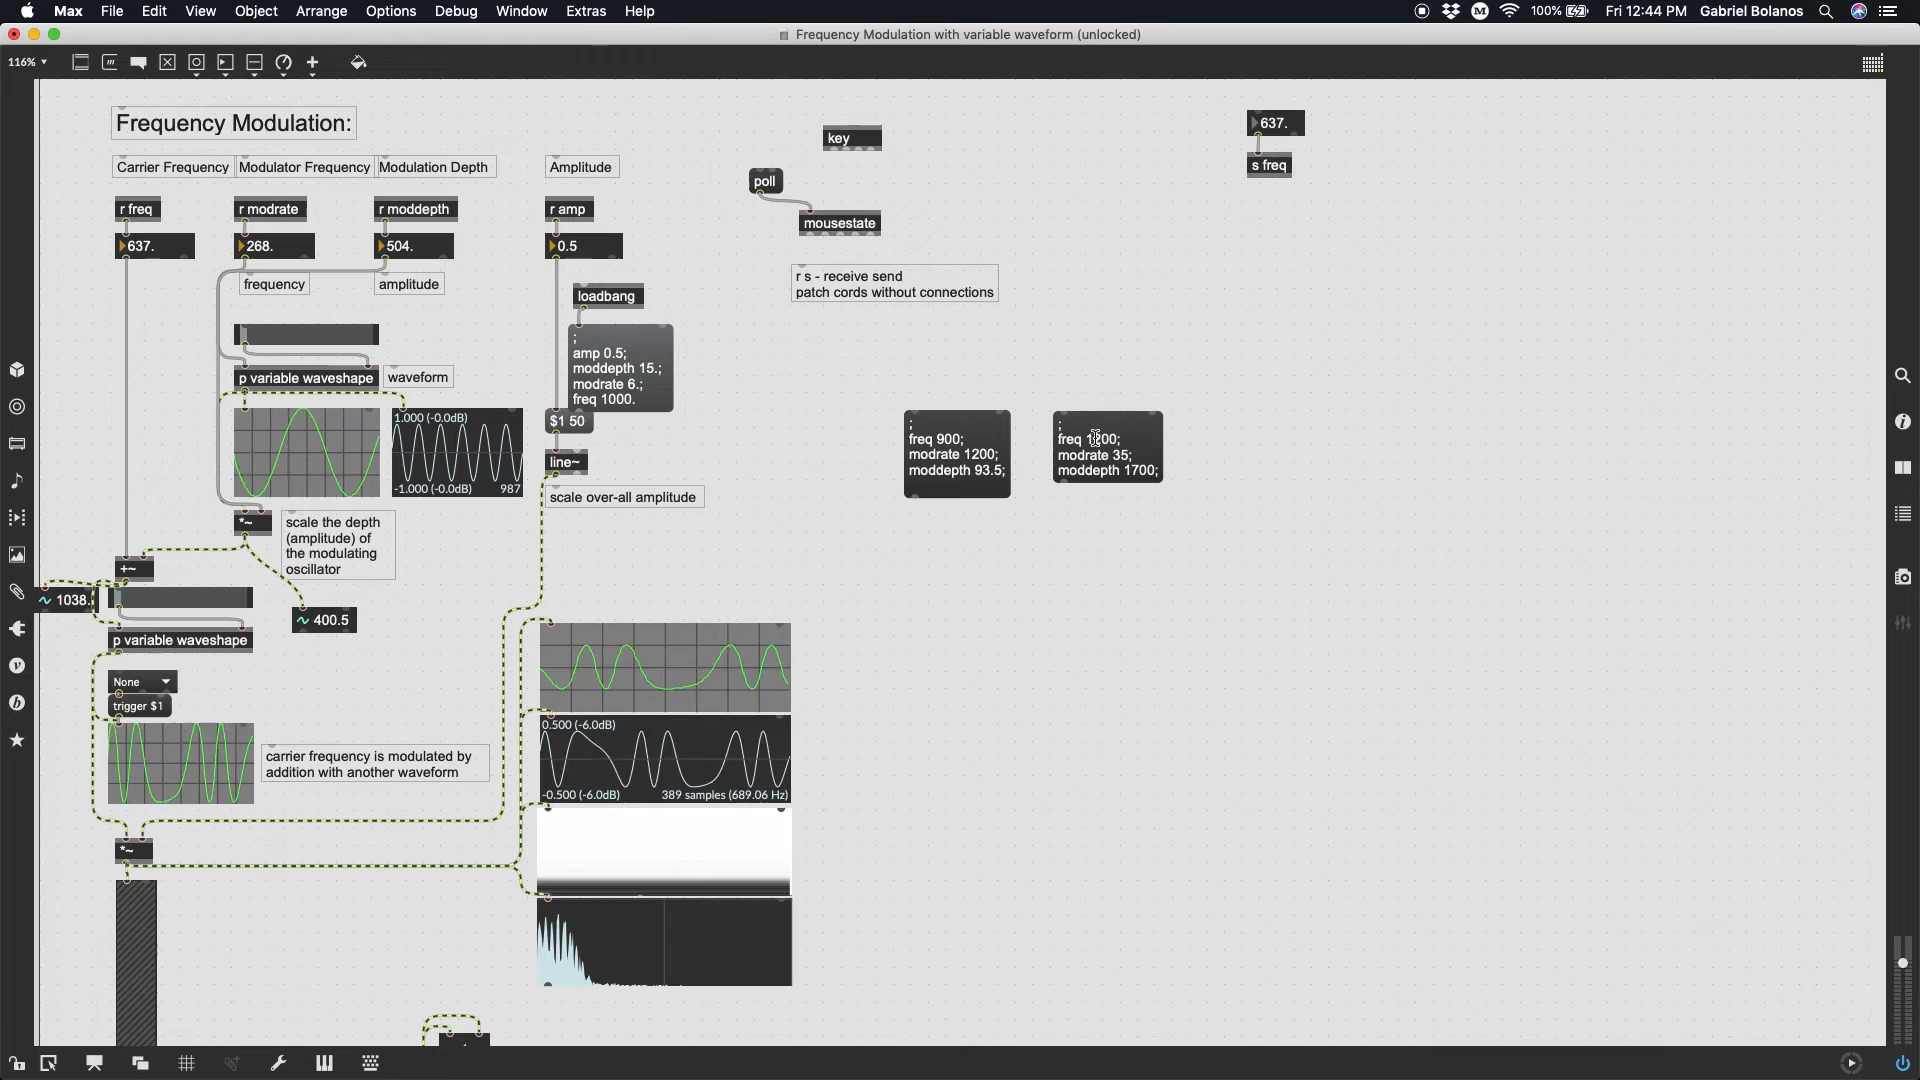 Max File Edit View Object Arrange Options Debug Window Extras Help
100% Fri 12:44 PM Gabriel Bolanos
Frequency Modulation with variable waveform (unlocked)
116%
Frequency Modulation:
Carrier Frequency Modulator Frequency Modulation Depth Amplitude
r freq r modrate r moddepth r amp
637. 268. 504. 0.5
frequency amplitude
loadbang
;
amp 0.5;
moddepth 15.;
modrate 6.;
freq 1000.
p variable waveshape waveform
1.000 (-0.0dB)
-1.000 (-0.0dB) 987
$1 50
line~
scale over-all amplitude
*~
scale the depth
(amplitude) of
the modulating
oscillator
+~
1038.
400.5
p variable waveshape
None
trigger $1
carrier frequency is modulated by
addition with another waveform
*~
0.500 (-6.0dB)
-0.500 (-6.0dB) 389 samples (689.06 Hz)
key
poll
mousestate
r s - receive send
patch cords without connections
;
freq 900;
modrate 1200;
moddepth 93.5;
;
freq 1200;
modrate 35;
moddepth 1700;
637.
s freq